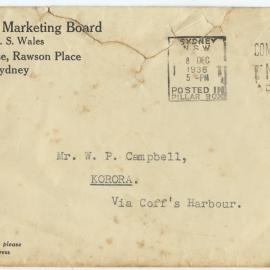 Marketing Board
S. Wales
Rawson Place
ydney
SYDNEY
N.S.W.
8 DEC
1936
5 PM
POSTED IN
PILLAR BOX
CON
Mr. W. P. Campbell,
KORORA.
Via Coff's Harbour.
please
ress